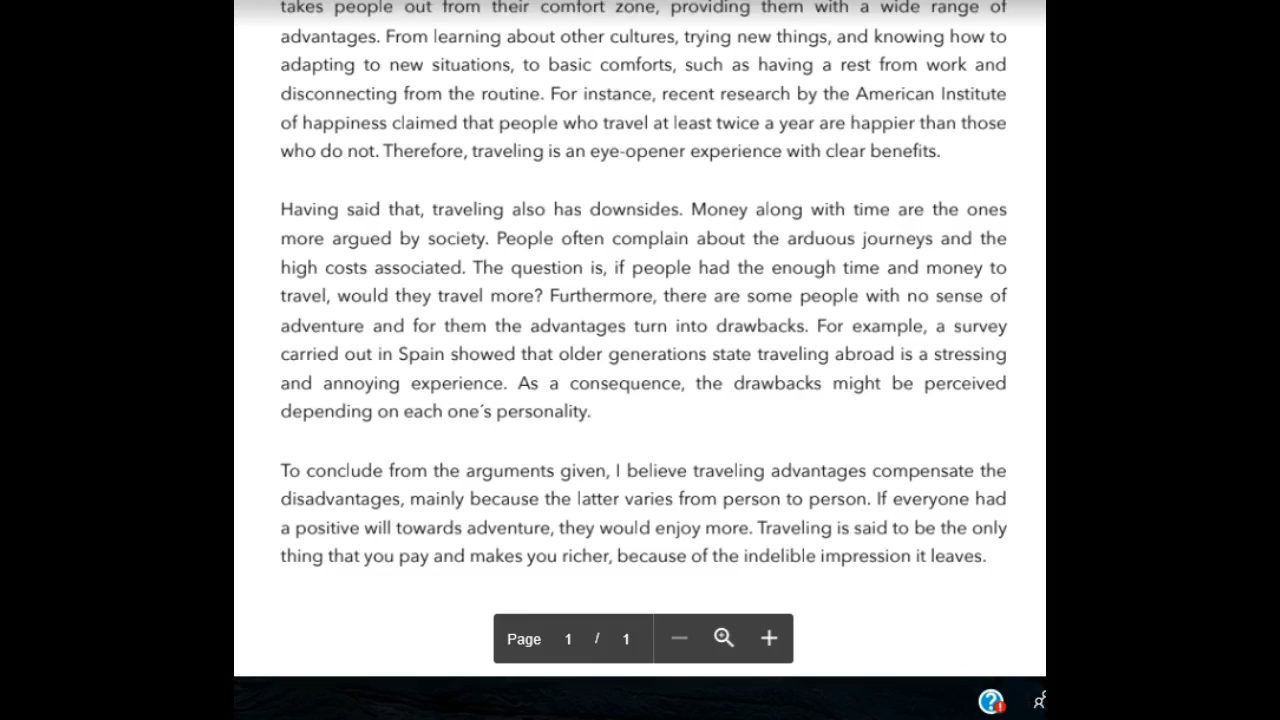 takes people out from their comfort zone, providing them with a wide range of
advantages. From learning about other cultures, trying new things, and knowing how to
adapting to new situations, to basic comforts, such as having a rest from work and
disconnecting from the routine. For instance, recent research by the American Institute
of happiness claimed that people who travel at least twice a year are happier than those
who do not. Therefore, traveling is an eye-opener experience with clear benefits.
Having said that, traveling also has downsides. Money along with time are the ones
more argued by society. People often complain about the arduous journeys and the
high costs associated. The question is, if people had the enough time and money to
travel, would they travel more? Furthermore, there are some people with no sense of
adventure and for them the advantages turn into drawbacks. For example, a survey
carried out in Spain showed that older generations state traveling abroad is a stressing
and annoying experience. As a consequence, the drawbacks might be perceived
depending on each one´s personality.
To conclude from the arguments given, I believe traveling advantages compensate the
disadvantages, mainly because the latter varies from person to person. If everyone had
a positive will towards adventure, they would enjoy more. Traveling is said to be the only
thing that you pay and makes you richer, because of the indelible impression it leaves.
Page 1 / 1